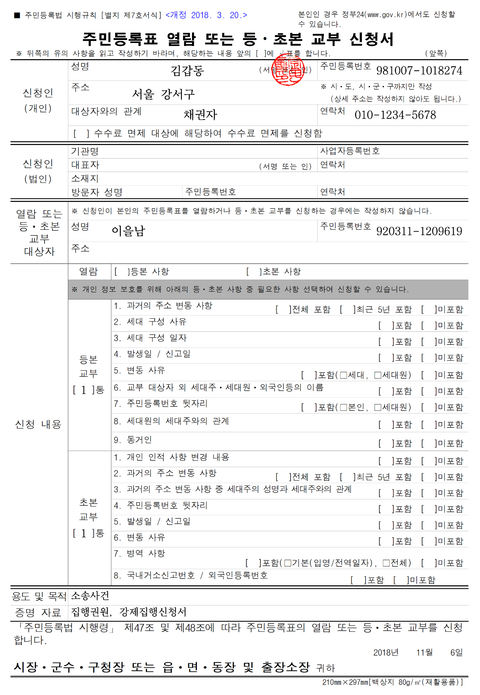 ■ 주민등록법 시행규칙 [별지 제7호서식] <개정 2018. 3. 20.>
본인인 경우 정부24(www.gov.kr)에서도 신청할
수 있습니다.
주민등록표 열람 또는 등·초본 교부 신청서
※ 뒤쪽의 유의 사항을 읽고 작성하기 바라며, 해당하는 내용 앞의 [ ]에 √표를 합니다. (앞쪽)
신청인
(개인)
성명
김갑동
주민등록번호
981007-1018274
주소
서울 강서구
※ 시·도, 시·군·구까지만 작성
(상세 주소는 작성하지 않아도 됩니다.)
대상자와의 관계
채권자
연락처
010-1234-5678
[ ] 수수료 면제 대상에 해당하여 수수료 면제를 신청함
신청인
(법인)
기관명
사업자등록번호
대표자
(서명 또는 인)
연락처
소재지
방문자 성명
주민등록번호
연락처
열람 또는
등·초본
교부
대상자
※ 신청인이 본인의 주민등록표를 열람하거나 등·초본 교부를 신청하는 경우에는 작성하지 않습니다.
성명
이을남
주민등록번호
920311-1209619
주소
신청 내용
열람
[ ]등본 사항
[ ]초본 사항
※ 개인 정보 보호를 위해 아래의 등·초본 사항 중 필요한 사항 선택하여 신청할 수 있습니다.
등본
교부
[ 1 ]통
1. 과거의 주소 변동 사항
[ ]전체 포함 [ ]최근 5년 포함 [ ]미포함
2. 세대 구성 사유
[ ]포함 [ ]미포함
3. 세대 구성 일자
[ ]포함 [ ]미포함
4. 발생일 / 신고일
[ ]포함 [ ]미포함
5. 변동 사유
[ ]포함(□세대, □세대원) [ ]미포함
6. 교부 대상자 외 세대주·세대원·외국인등의 이름
[ ]포함 [ ]미포함
7. 주민등록번호 뒷자리
[ ]포함(□본인, □세대원) [ ]미포함
8. 세대원의 세대주와의 관계
[ ]포함 [ ]미포함
9. 동거인
[ ]포함 [ ]미포함
초본
교부
[ 1 ]통
1. 개인 인적 사항 변경 내용
[ ]포함 [ ]미포함
2. 과거의 주소 변동 사항
[ ]전체 포함 [ ]최근 5년 포함 [ ]미포함
3. 과거의 주소 변동 사항 중 세대주의 성명과 세대주와의 관계
[ ]포함 [ ]미포함
4. 주민등록번호 뒷자리
[ ]포함 [ ]미포함
5. 발생일 / 신고일
[ ]포함 [ ]미포함
6. 변동 사유
[ ]포함 [ ]미포함
7. 병역 사항
[ ]포함(□기본(입영/전역일자), □전체) [ ]미포함
8. 국내거소신고번호 / 외국인등록번호
[ ]포함 [ ]미포함
용도 및 목적
소송사건
증명 자료
집행권원, 강제집행신청서
「주민등록법 시행령」 제47조 및 제48조에 따라 주민등록표의 열람 또는 등·초본 교부를 신청
합니다.
2018년 11월 6일
시장·군수·구청장 또는 읍·면·동장 및 출장소장 귀하
210mm×297mm[백상지 80g/㎡(재활용품)]